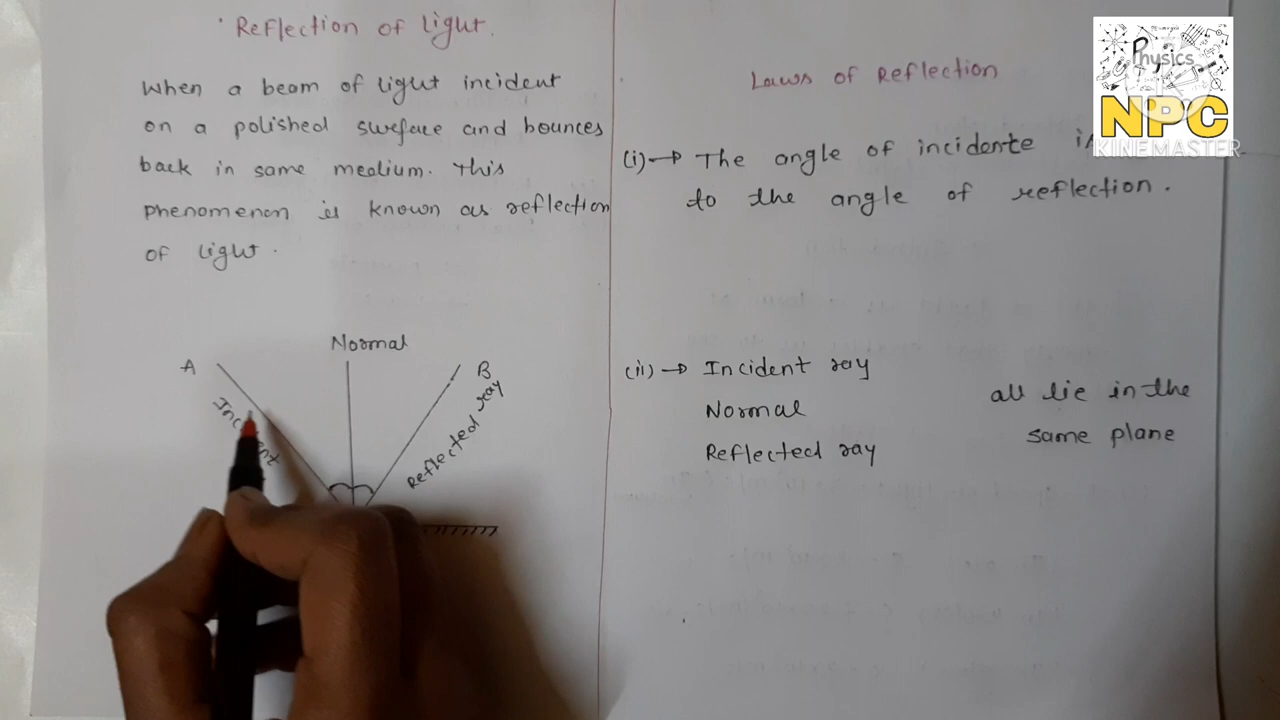 Reflection of Light.
When a beam of light incident
on a polished surface and bounces
back in same medium. This
phenomenon is known as reflection
of light.
Normal
A
B
Reflected ray
Laws of Reflection
(i)→ The angle of incidente
to the angle of reflection.
(ii)→ Incident ray
Normal
Reflected ray
all lie in the
same plane
Physics
NPC
KINEMASTER